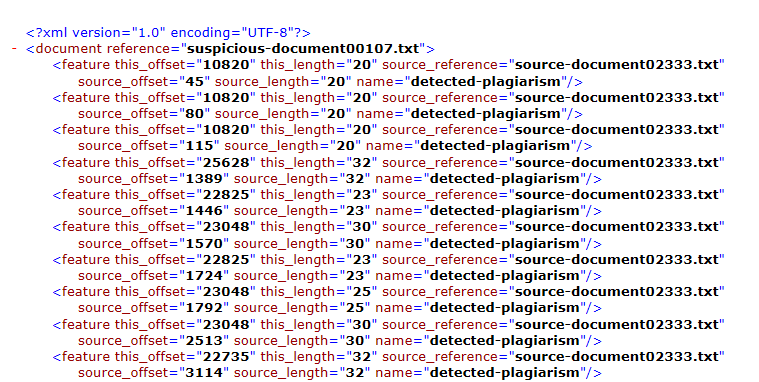 <?xml version="1.0" encoding="UTF-8"?>
- <document reference="suspicious-document00107.txt">
<feature this_offset="10820" this_length="20" source_reference="source-document02333.txt"
source_offset="45" source_length="20" name="detected-plagiarism"/>
<feature this_offset="10820" this_length="20" source_reference="source-document02333.txt"
source_offset="80" source_length="20" name="detected-plagiarism"/>
<feature this_offset="10820" this_length="20" source_reference="source-document02333.txt"
source_offset="115" source_length="20" name="detected-plagiarism"/>
<feature this_offset="25628" this_length="32" source_reference="source-document02333.txt"
source_offset="1389" source_length="32" name="detected-plagiarism"/>
<feature this_offset="22825" this_length="23" source_reference="source-document02333.txt"
source_offset="1446" source_length="23" name="detected-plagiarism"/>
<feature this_offset="23048" this_length="30" source_reference="source-document02333.txt"
source_offset="1570" source_length="30" name="detected-plagiarism"/>
<feature this_offset="22825" this_length="23" source_reference="source-document02333.txt"
source_offset="1724" source_length="23" name="detected-plagiarism"/>
<feature this_offset="23048" this_length="25" source_reference="source-document02333.txt"
source_offset="1792" source_length="25" name="detected-plagiarism"/>
<feature this_offset="23048" this_length="30" source_reference="source-document02333.txt"
source_offset="2513" source_length="30" name="detected-plagiarism"/>
<feature this_offset="22735" this_length="32" source_reference="source-document02333.txt"
source_offset="3114" source_length="32" name="detected-plagiarism"/>